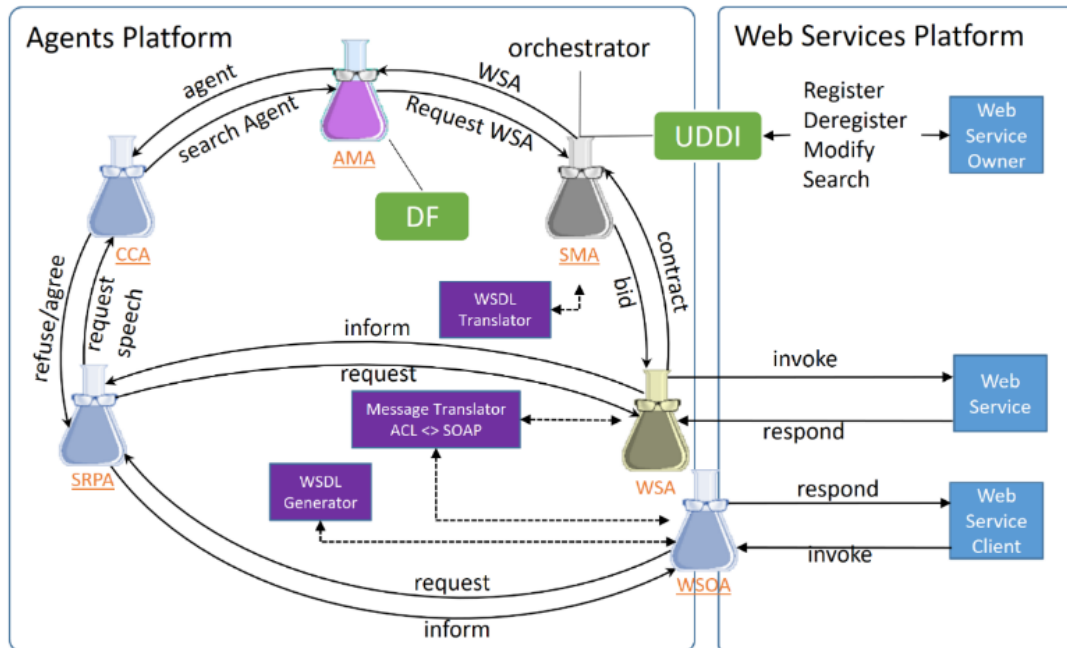 Agents Platform
Web Services Platform
orchestrator
agent
search Agent
WSA
Request WSA
AMA
DF
UDDI
Register
Deregister
Modify
Search
Web
Service
Owner
CCA
SMA
refuse/agree
request
speech
WSDL
Translator
bid
contract
inform
request
invoke
Web
Service
respond
Message Translator
ACL <> SOAP
SRPA
WSA
WSDL
Generator
respond
Web
Service
Client
invoke
WSOA
request
inform